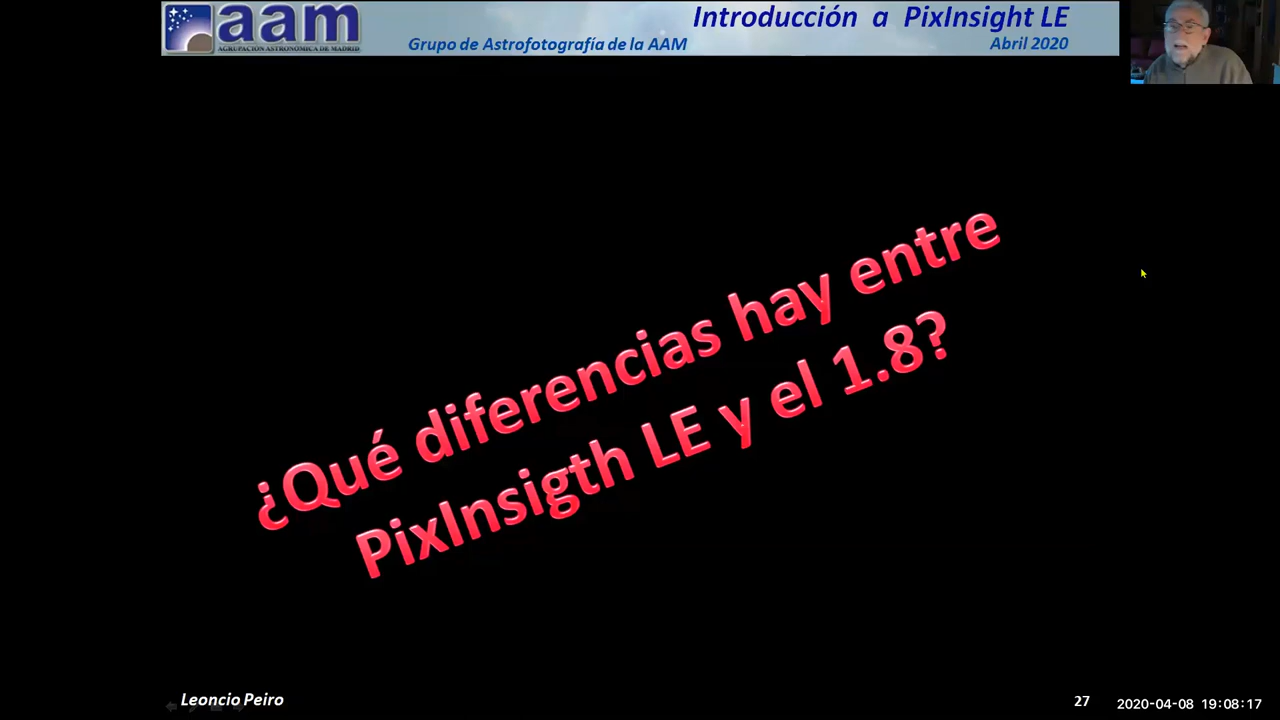 aam
AGRUPACIÓN ASTRONÓMICA DE MADRID
Introducción a PixInsight LE
Grupo de Astrofotografía de la AAM
Abril 2020
¿Qué diferencias hay entre
PixInsigth LE y el 1.8?
Leoncio Peiro
27
2020-04-08 19:08:17